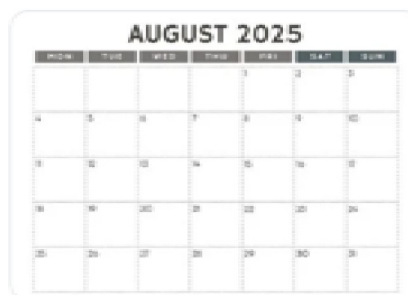 AUGUST 2025
MON TUE WED THU FRI SAT SUN
1 2 3
4 5 6 7 8 9 10
11 12 13 14 15 16 17
18 19 20 21 22 23 24
25 26 27 28 29 30 31